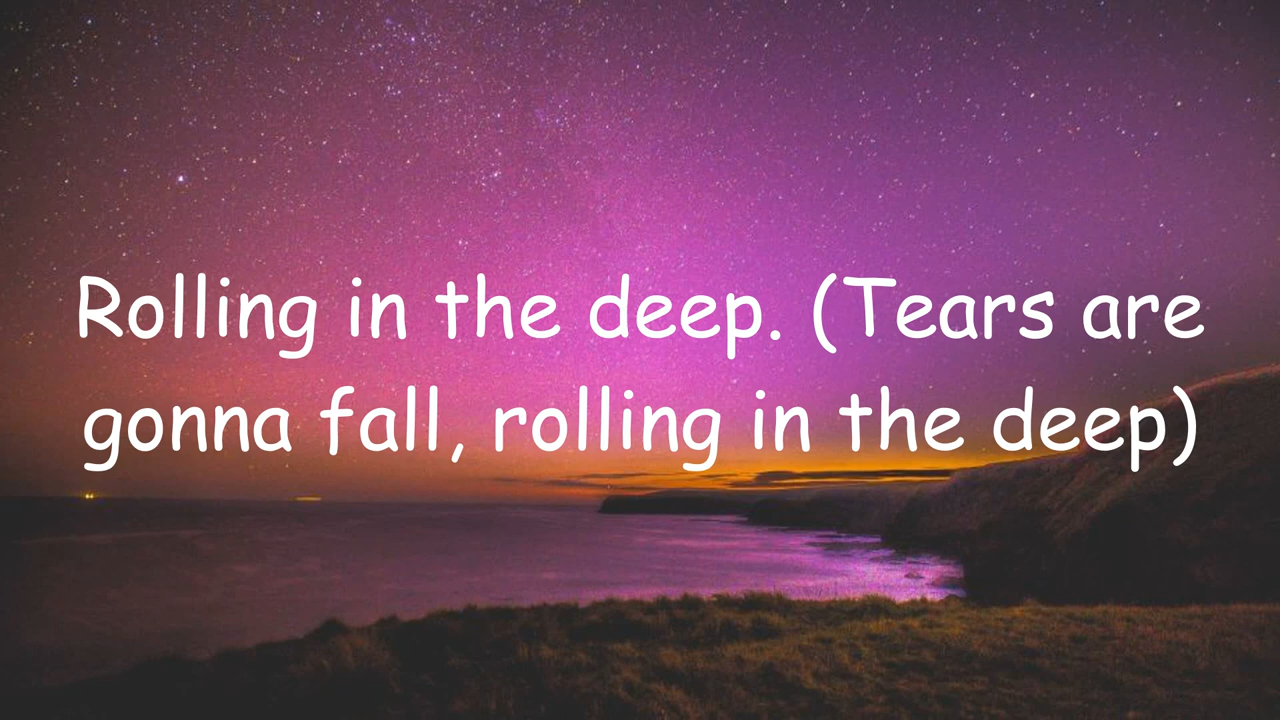 Rolling in the deep. (Tears are
gonna fall, rolling in the deep)